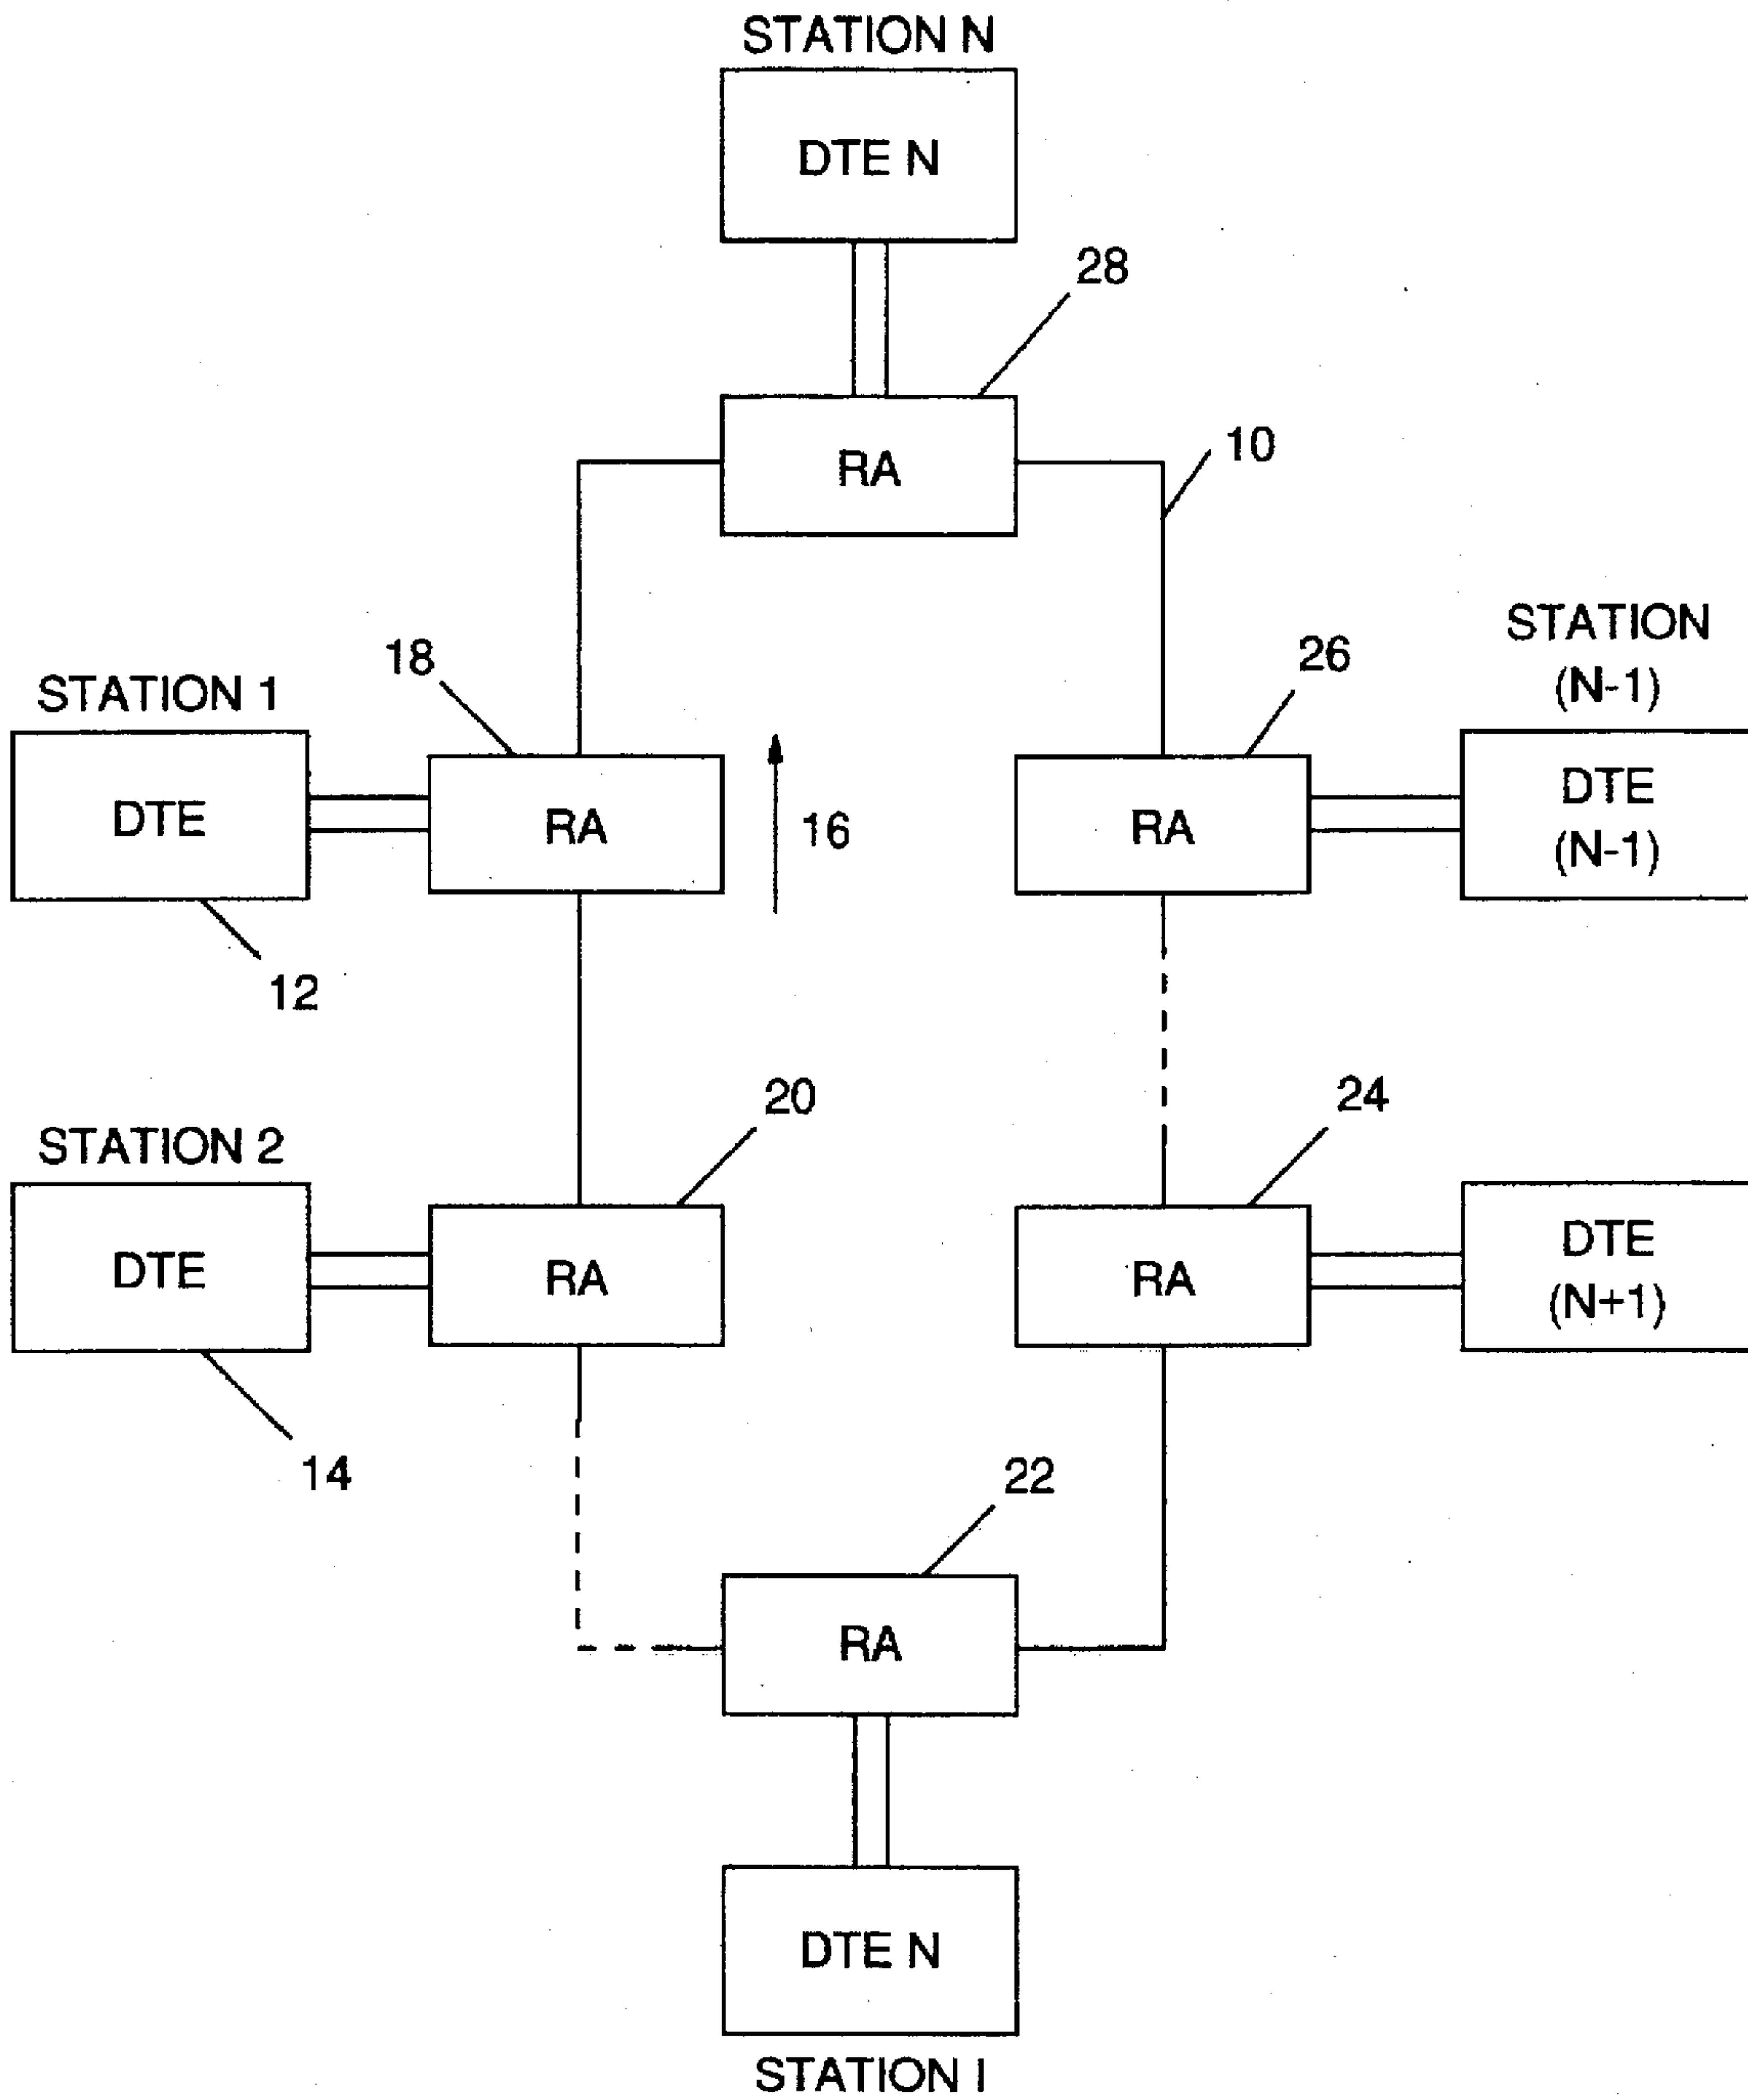 STATION N
DTE N
28
RA
10
STATION
(N-1)
18
26
STATION 1
DTE
RA
16
RA
DTE
(N-1)
12
20
24
STATION 2
DTE
RA
RA
DTE
(N+1)
14
22
RA
DTE N
STATION I